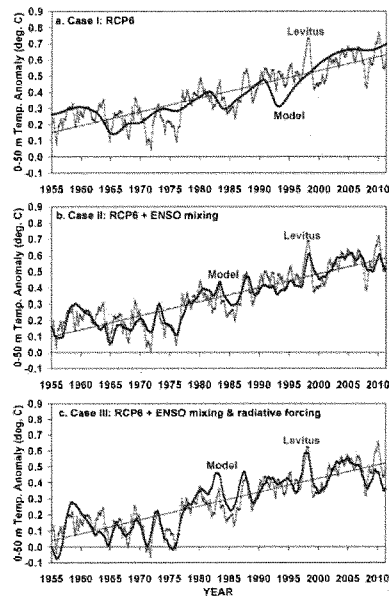 a. Case I: RCP6
Levitus
Model
0-50 m Temp. Anomaly (deg. C)
0.9
0.8
0.7
0.6
0.5
0.4
0.3
0.2
0.1
0.0
-0.1
1955 1960 1965 1970 1975 1980 1985 1990 1995 2000 2005 2010
b. Case II: RCP6 + ENSO mixing
Levitus
Model
0-50 m Temp. Anomaly (deg. C)
0.9
0.8
0.7
0.6
0.5
0.4
0.3
0.2
0.1
0.0
-0.1
1955 1960 1965 1970 1975 1980 1985 1990 1995 2000 2005 2010
c. Case III: RCP6 + ENSO mixing & radiative forcing
Levitus
Model
0-50 m Temp. Anomaly (deg. C)
0.9
0.8
0.7
0.6
0.5
0.4
0.3
0.2
0.1
0.0
-0.1
1955 1960 1965 1970 1975 1980 1985 1990 1995 2000 2005 2010
YEAR